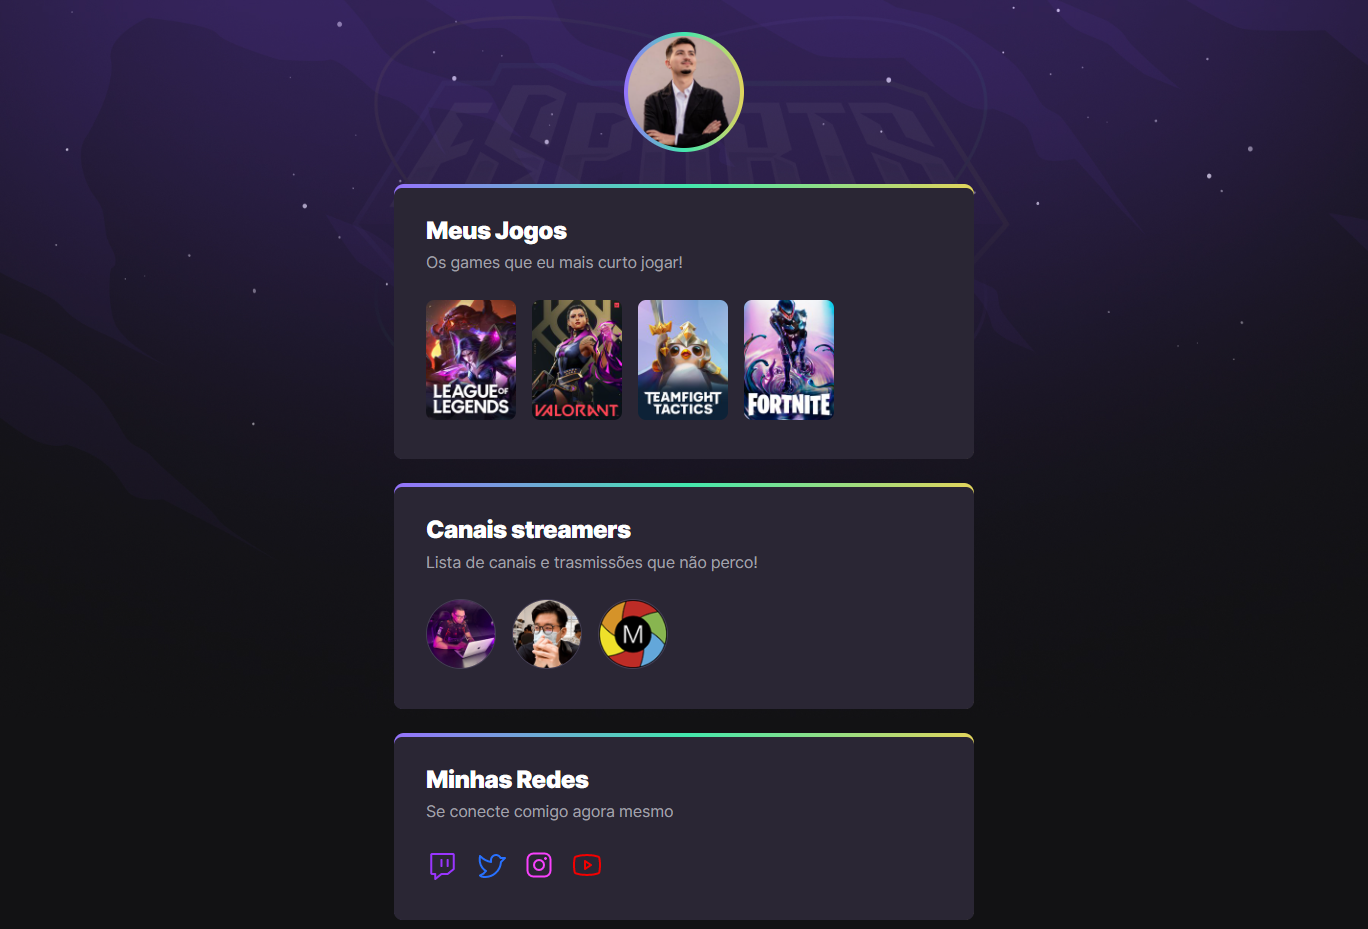 ESPORTS
Meus Jogos
Os games que eu mais curto jogar!
LEAGUE OF
LEGENDS
VALORANT
TEAMFIGHT
TACTICS
FORTNITE
Canais streamers
Lista de canais e trasmissões que não perco!
M
Minhas Redes
Se conecte comigo agora mesmo